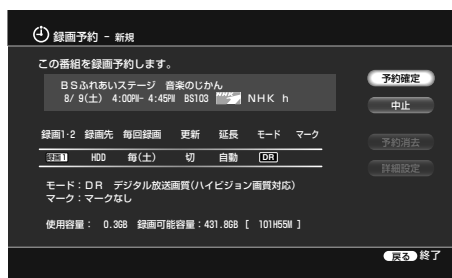 録画予約 - 新規
この番組を録画予約します。
BSふれあいステージ 音楽のじかん
8/ 9(土) 4:00PM- 4:45PM BS103 NHK h
予約確定
中止
予約消去
詳細設定
録画1·2 録画先 毎回録画 更新 延長 モード マーク
録画1 HDD 毎(土) 切 自動 DR
モード:DR デジタル放送画質(ハイビジョン画質対応)
マーク:マークなし
使用容量: 0.3GB 録画可能容量:431.8GB [ 101H55M ]
戻る 終了